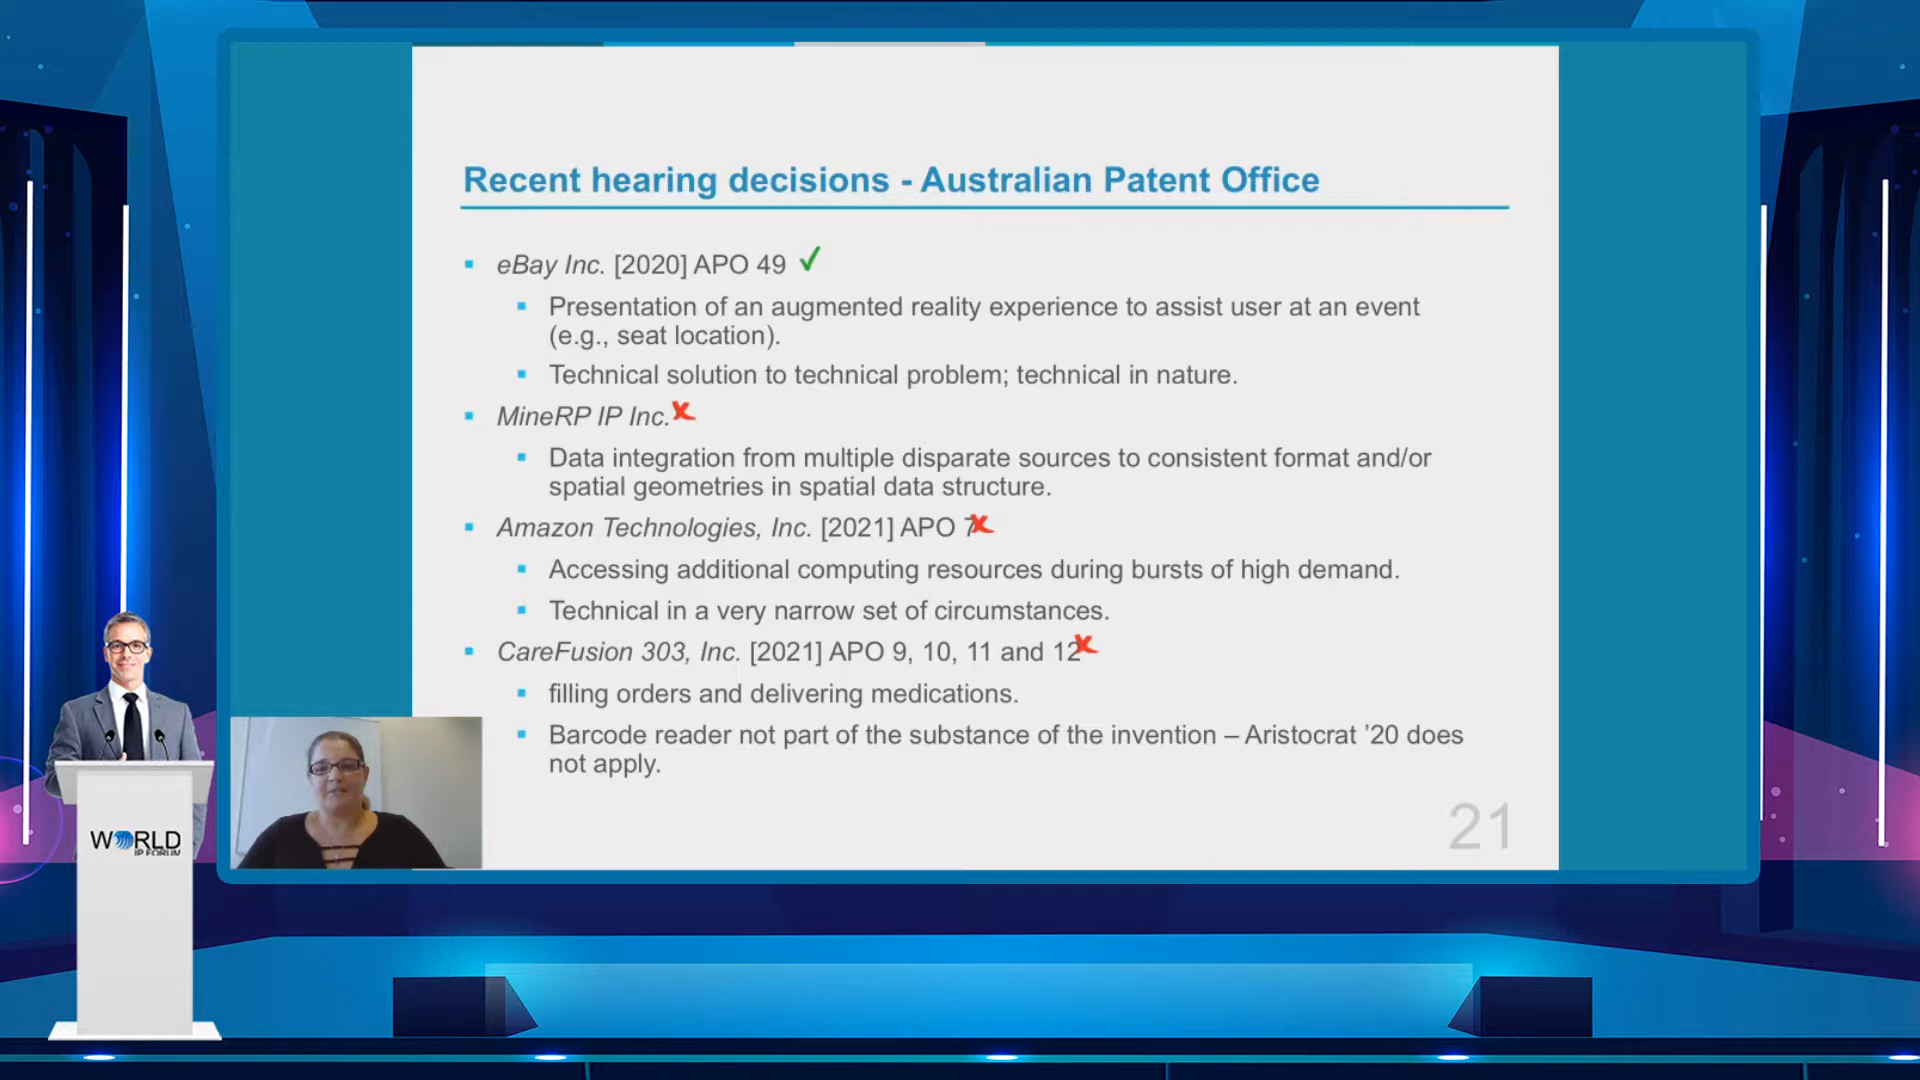 Recent hearing decisions - Australian Patent Office
eBay Inc. [2020] APO 49
Presentation of an augmented reality experience to assist user at an event
(e.g., seat location).
Technical solution to technical problem; technical in nature.
MineRP IP Inc.
Data integration from multiple disparate sources to consistent format and/or
spatial geometries in spatial data structure.
Amazon Technologies, Inc. [2021] APO 7
Accessing additional computing resources during bursts of high demand.
Technical in a very narrow set of circumstances.
CareFusion 303, Inc. [2021] APO 9, 10, 11 and 12
filling orders and delivering medications.
Barcode reader not part of the substance of the invention – Aristocrat ’20 does
not apply.
21
WORLD
IP FORUM